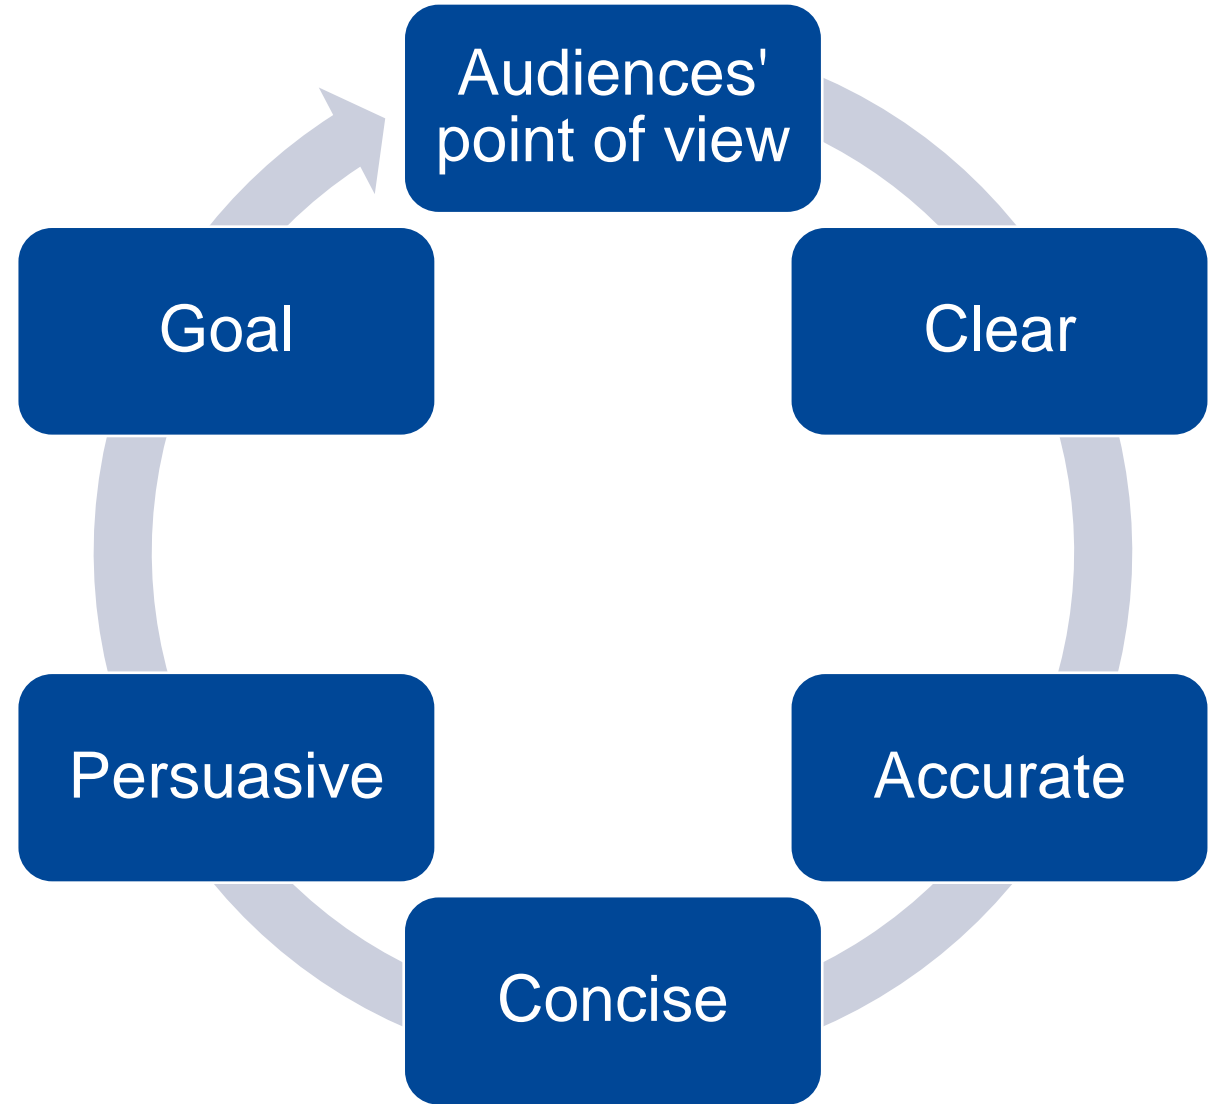 Audiences'
point of view
Clear
Accurate
Concise
Persuasive
Goal